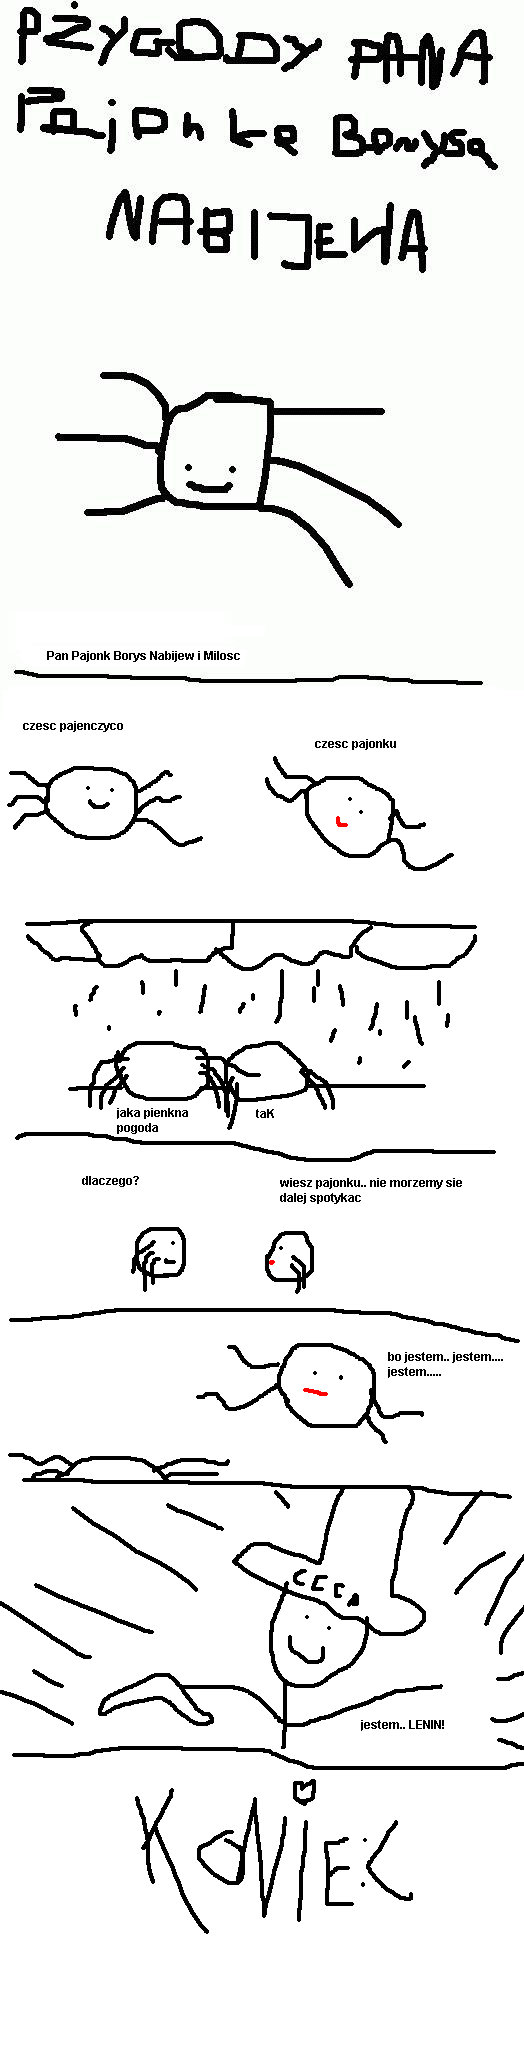 PŻYGODY PANA
PajOnka BOrysa
NABIJEWA
Pan Pajonk Borys Nabijew i Milosc
czesc pajenczyco
czesc pajonku
jaka pienkna
pogoda
taK
dlaczego?
wiesz pajonku.. nie morzemy sie
dalej spotykac
bo jestem.. jestem....
jestem.....
CCCP
jestem.. LENIN!
KONIEC